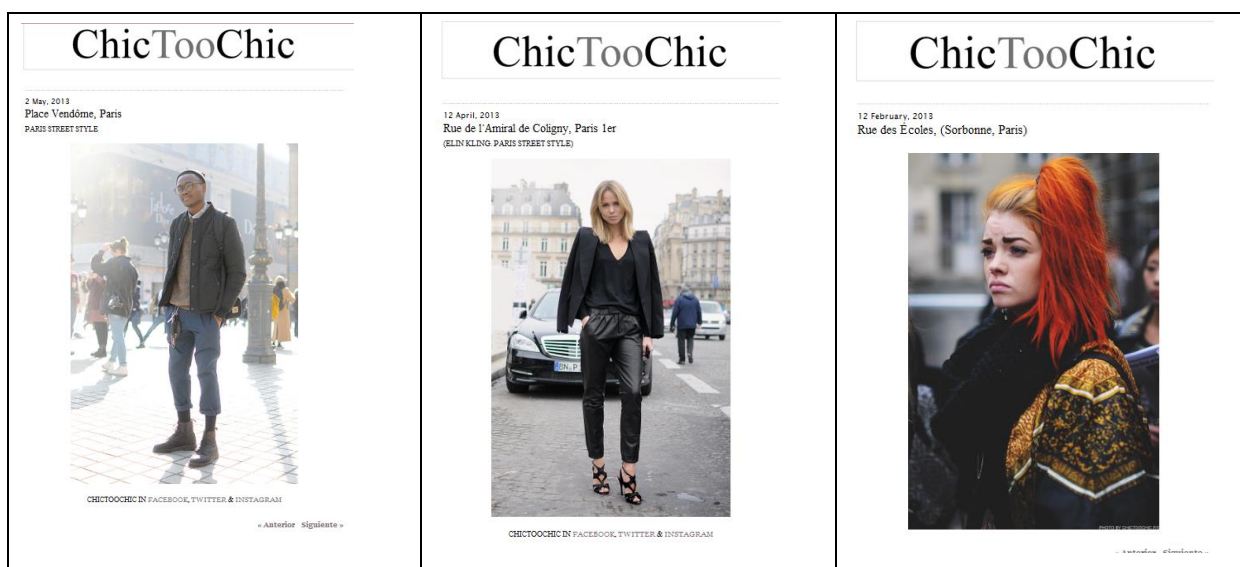 ChicTooChic
2 May, 2013
Place Vendôme, Paris
PARIS STREET STYLE
CHICTOOCHIC IN FACEBOOK, TWITTER & INSTAGRAM
« Anterior Siguiente »
ChicTooChic
12 April, 2013
Rue de l'Amiral de Coligny, Paris 1er
(ELIN KLING. PARIS STREET STYLE)
CHICTOOCHIC IN FACEBOOK, TWITTER & INSTAGRAM
ChicTooChic
12 February, 2013
Rue des Écoles, (Sorbonne, Paris)
« Anterior Siguiente »